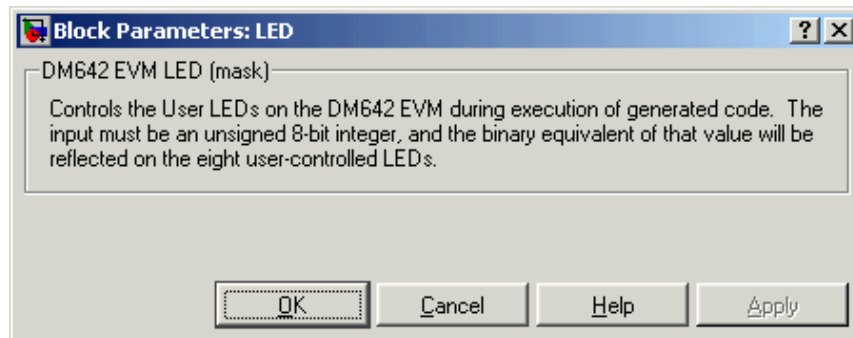 Block Parameters: LED
DM642 EVM LED (mask)
Controls the User LEDs on the DM642 EVM during execution of generated code.  The
input must be an unsigned 8-bit integer, and the binary equivalent of that value will be
reflected on the eight user-controlled LEDs.
OK Cancel Help Apply